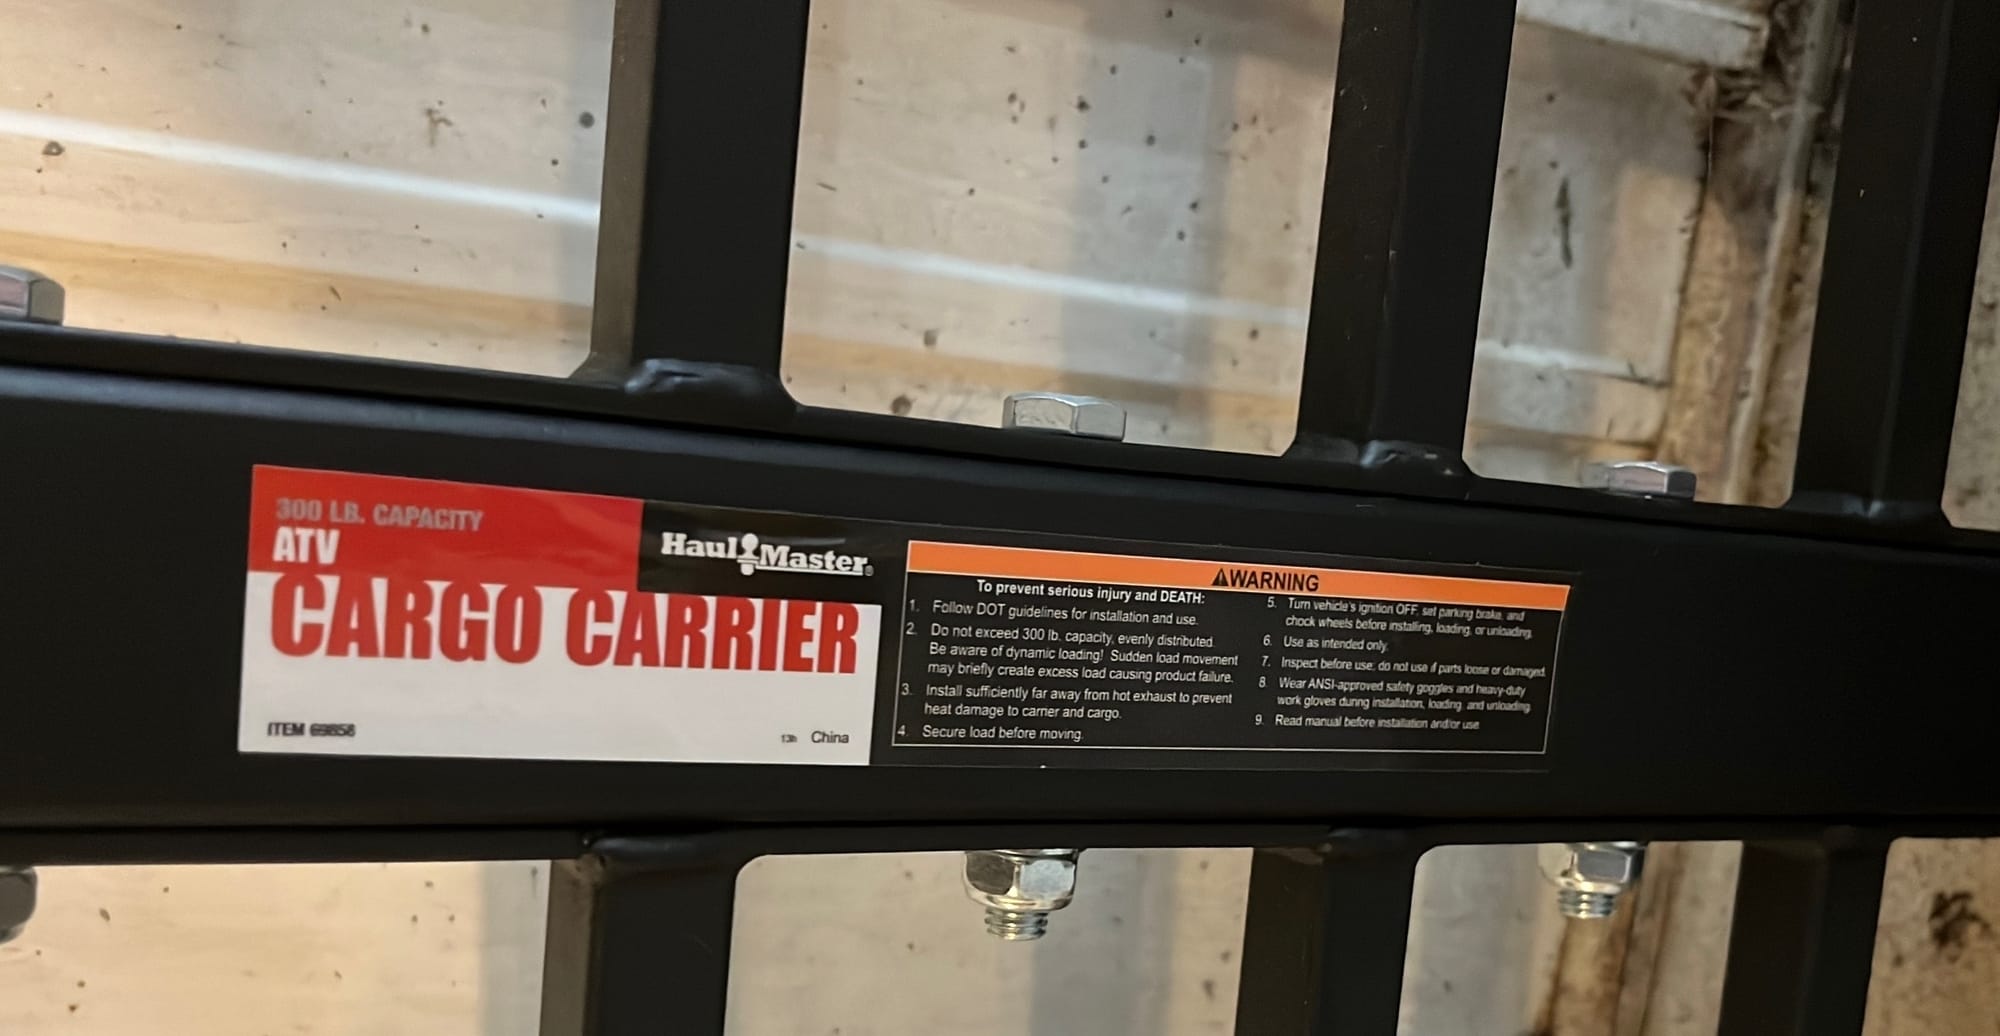 300 LB. CAPACITY
ATV
CARGO CARRIER
ITEM 69858
13h China
Haul Master®
⚠WARNING
To prevent serious injury and DEATH:
1. Follow DOT guidelines for installation and use.
2. Do not exceed 300 lb. capacity, evenly distributed.
Be aware of dynamic loading! Sudden load movement
may briefly create excess load causing product failure.
3. Install sufficiently far away from hot exhaust to prevent
heat damage to carrier and cargo.
4. Secure load before moving.
5. Turn vehicle's ignition OFF, set parking brake, and
chock wheels before installing, loading, or unloading.
6. Use as intended only.
7. Inspect before use; do not use if parts loose or damaged.
8. Wear ANSI-approved safety goggles and heavy-duty
work gloves during installation, loading, and unloading.
9. Read manual before installation and/or use.